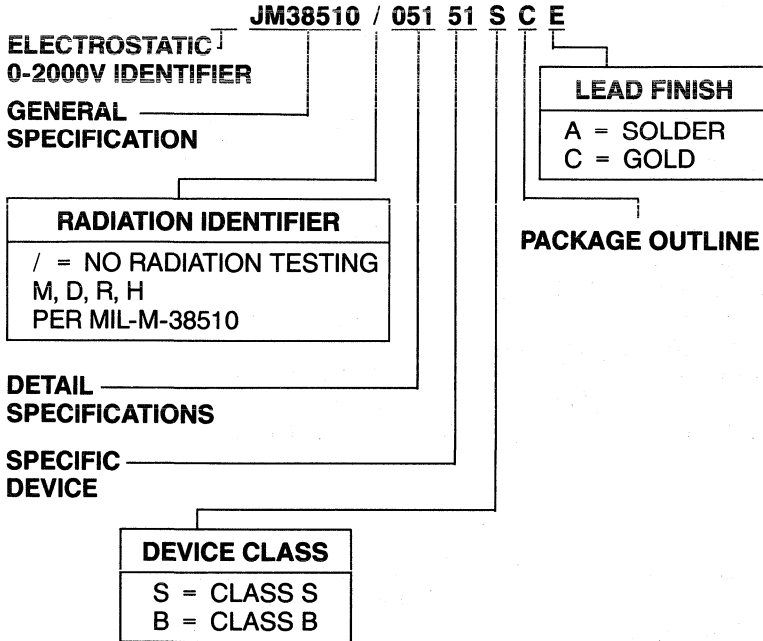 JM38510 / 051 51 S C E
ELECTROSTATIC
0-2000V IDENTIFIER
GENERAL
SPECIFICATION
LEAD FINISH
A = SOLDER
C = GOLD
RADIATION IDENTIFIER
/ = NO RADIATION TESTING
M, D, R, H
PER MIL-M-38510
PACKAGE OUTLINE
DETAIL
SPECIFICATIONS
SPECIFIC
DEVICE
DEVICE CLASS
S = CLASS S
B = CLASS B